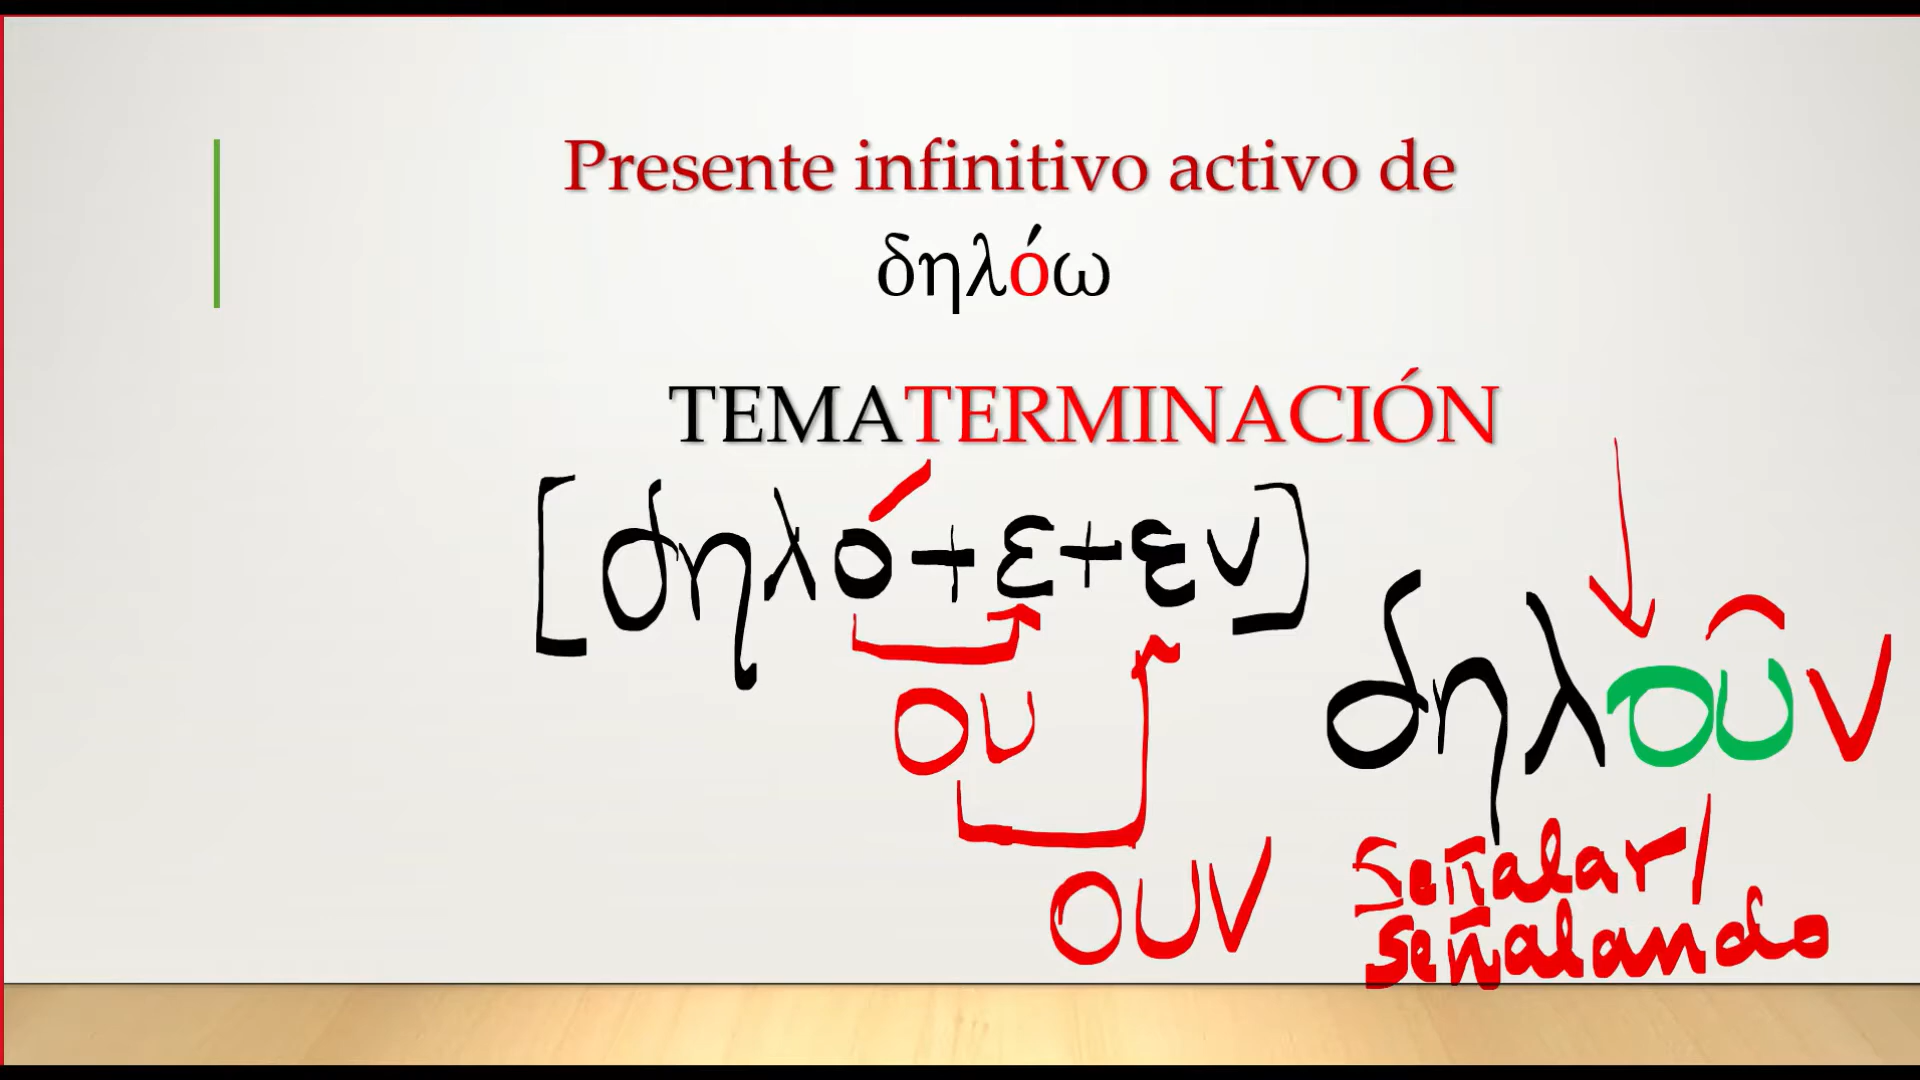 Presente infinitivo activo de
δηλόω
TEMATERMINACIÓN
[δηλό+ε+εν]
ου
ουν
δηλοῦν
Señalar/
señalando